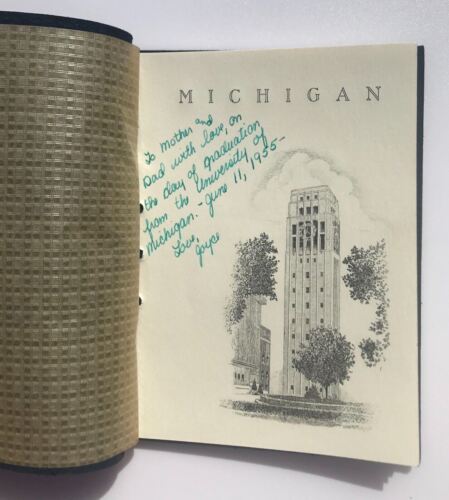 MICHIGAN
To Mother and
Dad with love, on
the day of graduation
from the University of
Michigan. - June 11, 1955 -
Love,
Joyce